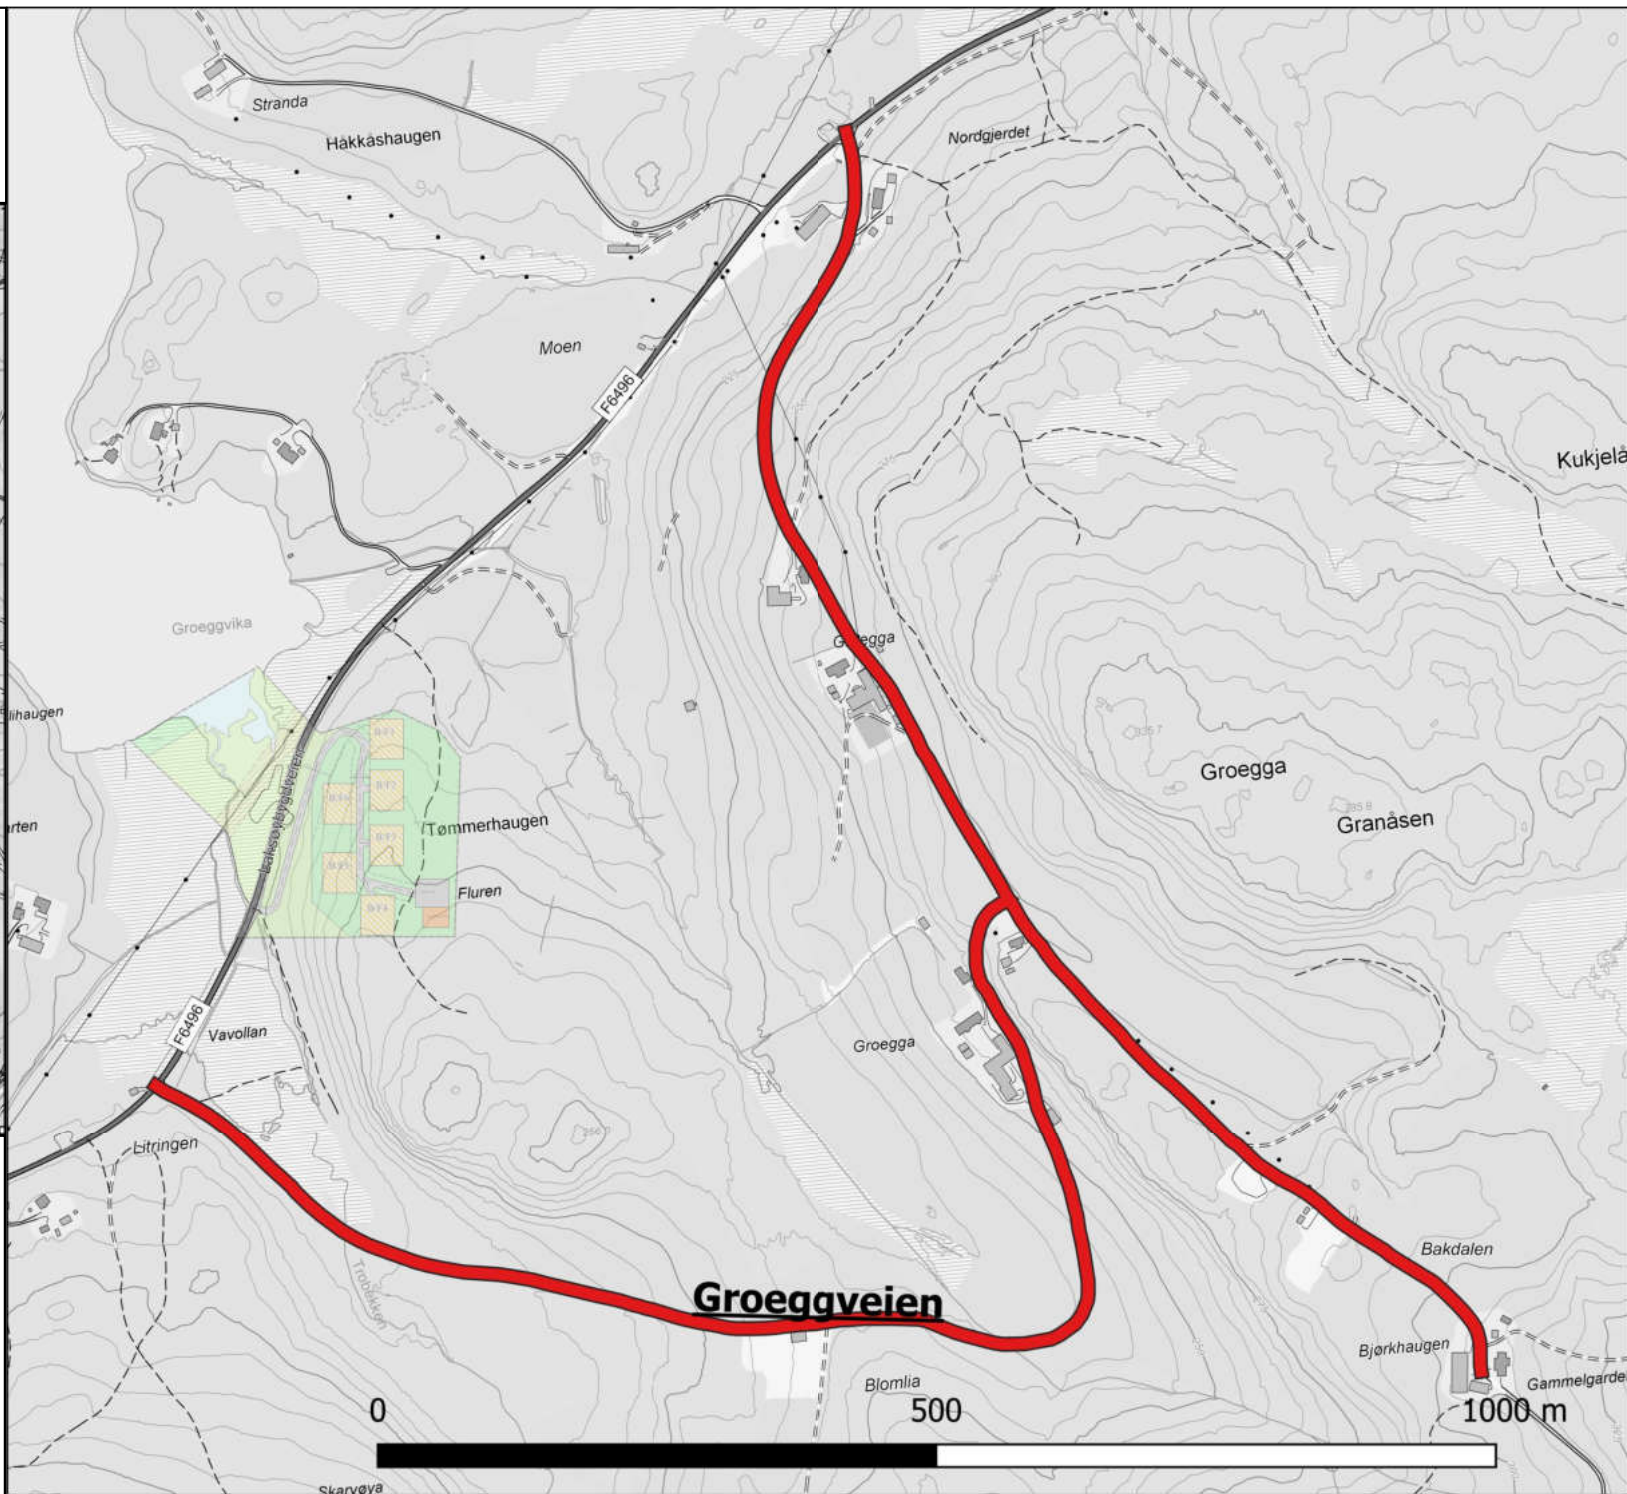 Stranda
Håkkåshaugen
Nordgjerdet
Moen
F6496
Kukjelå
Groeggvika
lihaugen
Groegga
Tømmerhaugen
rten
Fluren
Groegga
Granåsen
F6496
Vavollan
Groegga
Litringen
Trobekken
Bakdalen
Groeggveien
Bjørkhaugen
Gammelgarde
Blomlia
0 500 1000 m
Skarvøya